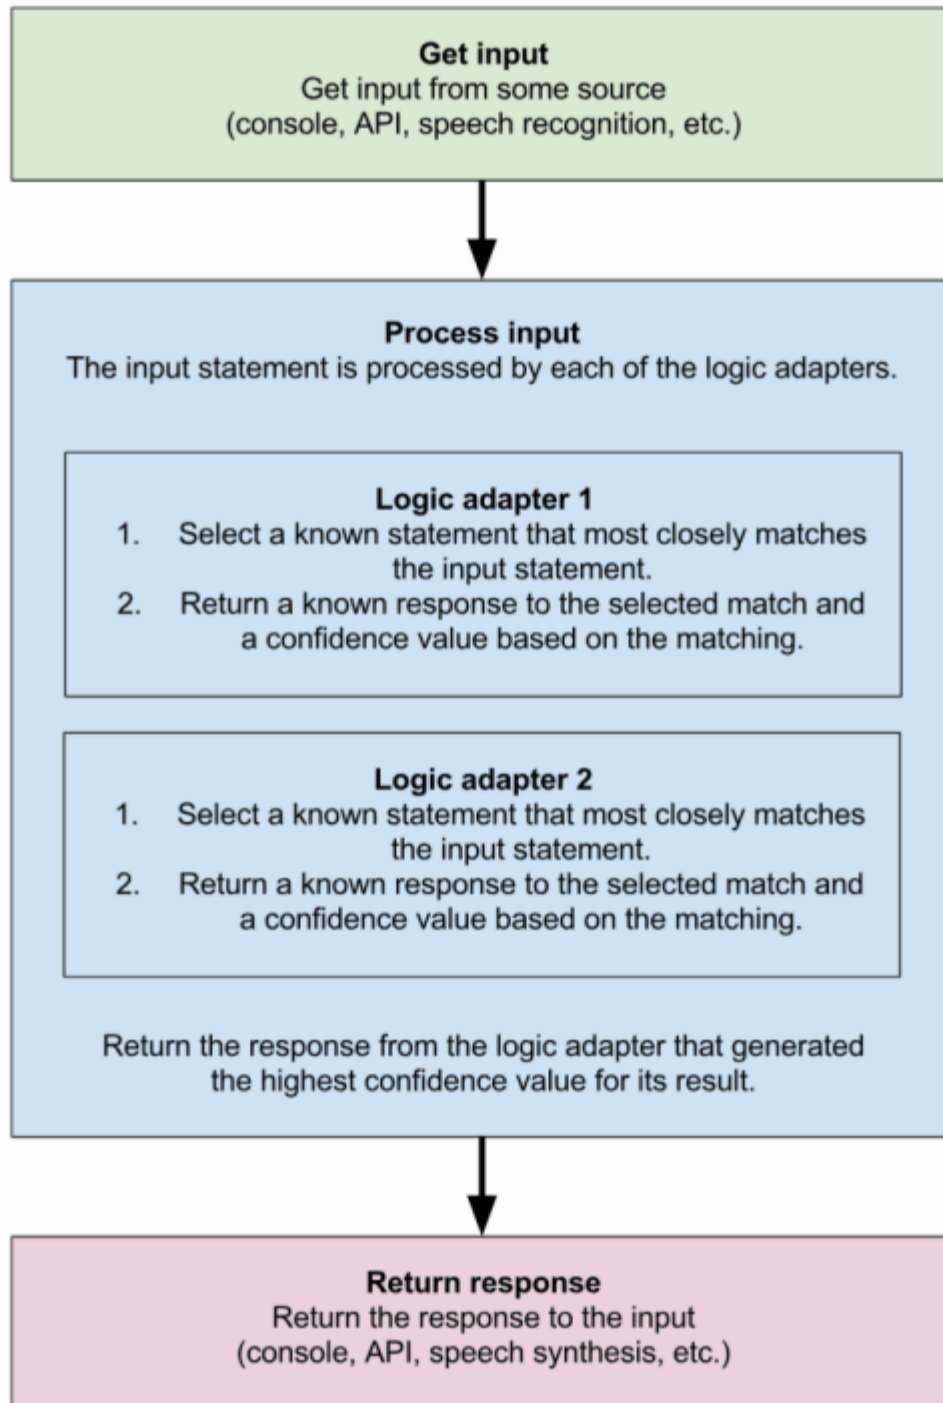 Get input
Get input from some source
(console, API, speech recognition, etc.)
Process input
The input statement is processed by each of the logic adapters.
Logic adapter 1
1. Select a known statement that most closely matches
the input statement.
2. Return a known response to the selected match and
a confidence value based on the matching.
Logic adapter 2
1. Select a known statement that most closely matches
the input statement.
2. Return a known response to the selected match and
a confidence value based on the matching.
Return the response from the logic adapter that generated
the highest confidence value for its result.
Return response
Return the response to the input
(console, API, speech synthesis, etc.)